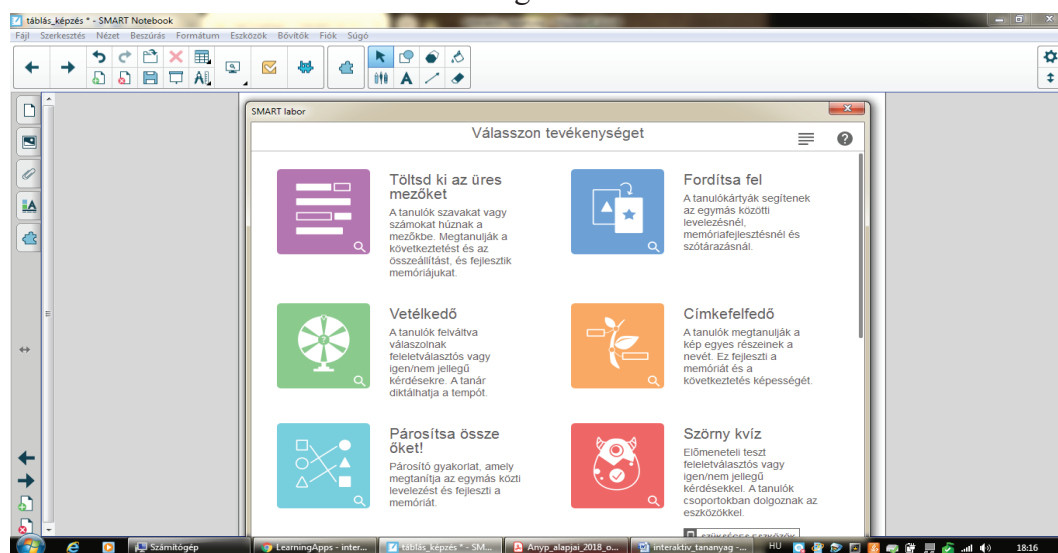 táblás_képzés * - SMART Notebook
Fájl Szerkesztés Nézet Beszúrás Formátum Eszközök Bővítők Fiók Súgó
SMART labor
Válasszon tevékenységet
Töltsd ki az üres
mezőket
A tanulók szavakat vagy
számokat húznak a
mezőkbe. Megtanulják a
következtetést és az
összeállítást, és fejlesztik
memóriájukat.
Fordítsa fel
A tanulókártyák segítenek
az egymás közötti
levelezésnél,
memóriafejlesztésnél és
szótárazásnál.
Vetélkedő
A tanulók felváltva
válaszolnak
feleletválasztós vagy
igen/nem jellegű
kérdésekre. A tanár
diktálhatja a tempót.
Címkefelfedő
A tanulók megtanulják a
kép egyes részeinek a
nevét. Ez fejleszti a
memóriát és a
következtetés képességét.
Párosítsa össze
őket!
Párosító gyakorlat, amely
megtanítja az egymás közti
levelezést és fejleszti a
memóriát.
Szörny kvíz
Előmeneteli teszt
feleletválasztós vagy
igen/nem jellegű
kérdésekkel. A tanulók
csoportokban dolgoznak az
eszközökkel.
Számítógép
LearningApps - inter...
táblás_képzés * - SM...
Anyp_alapjai_2018_o...
interaktiv_tananyag -...
HU
18:16